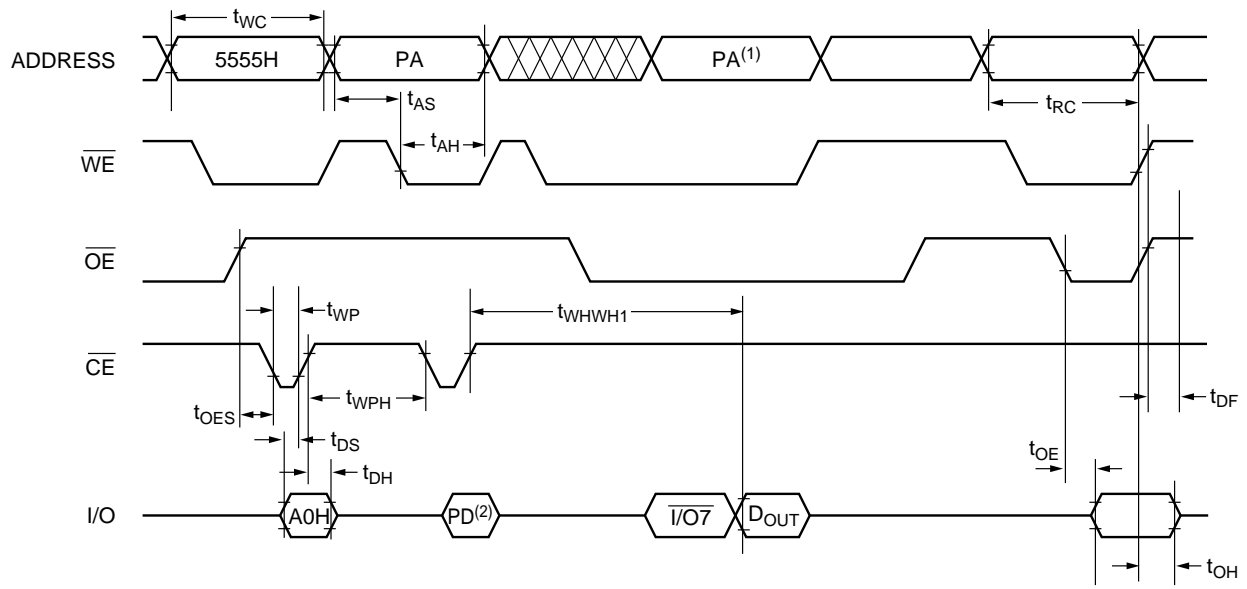 tWC
ADDRESS 5555H PA PA(1)
tAS tRC
tAH
WE
OE
tWP tWHWH1
CE
tWPH tDF
tOES
tDS
tOE
tDH
I/O A0H PD(2) I/O7 DOUT
tOH